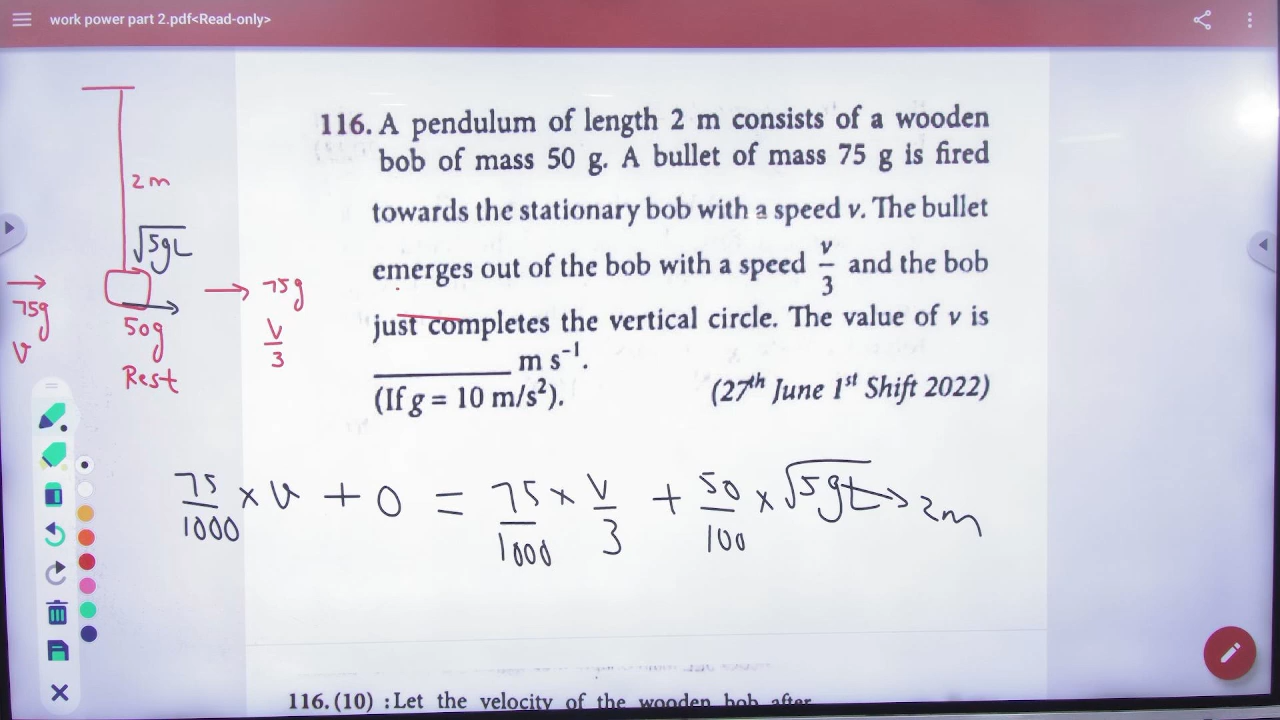 work power part 2.pdf<Read-only>
116. A pendulum of length 2 m consists of a wooden
bob of mass 50 g. A bullet of mass 75 g is fired
towards the stationary bob with a speed v. The bullet
emerges out of the bob with a speed v/3 and the bob
just completes the vertical circle. The value of v is
__________ m s⁻¹.
(If g = 10 m/s²).
(27th June 1st Shift 2022)
2m
√5gL
75g
v
50g
Rest
75g
v/3
75/1000 × v + 0 = 75/1000 × v/3 + 50/100 × √5gL → 2m
116. (10) : Let the velocity of the wooden bob after